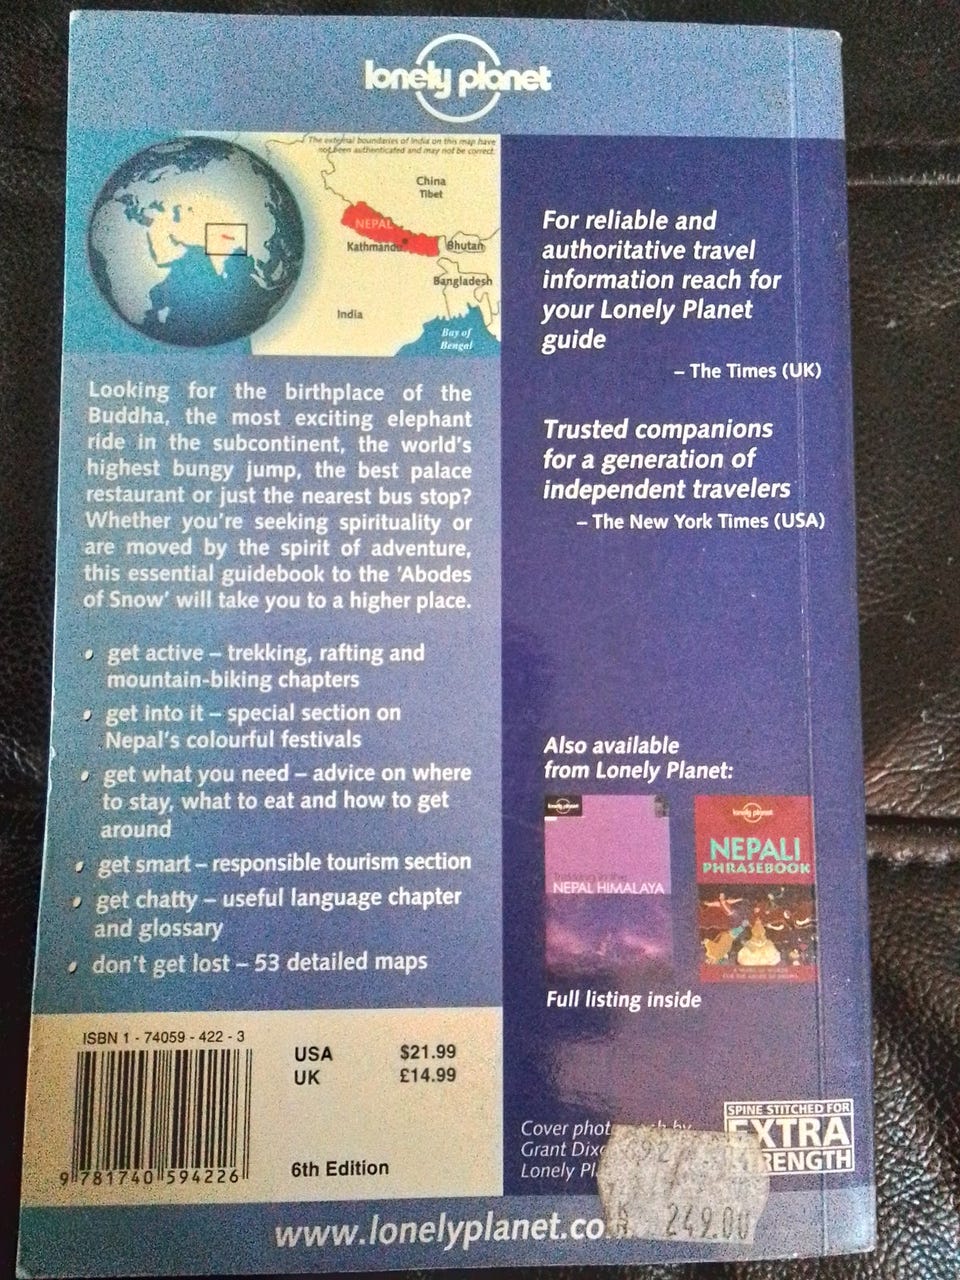 lonely planet
The external boundaries of India on this map have
not been authenticated and may not be correct.
China
Tibet
NEPAL
Kathmandu
Bhutan
Bangladesh
India
Bay of
Bengal
Looking for the birthplace of the
Buddha, the most exciting elephant
ride in the subcontinent, the world's
highest bungy jump, the best palace
restaurant or just the nearest bus stop?
Whether you're seeking spirituality or
are moved by the spirit of adventure,
this essential guidebook to the 'Abodes
of Snow' will take you to a higher place.
• get active – trekking, rafting and
mountain-biking chapters
• get into it – special section on
Nepal's colourful festivals
• get what you need – advice on where
to stay, what to eat and how to get
around
• get smart – responsible tourism section
• get chatty – useful language chapter
and glossary
• don't get lost – 53 detailed maps
ISBN 1 - 74059 - 422 - 3
USA $21.99
UK £14.99
9 781740 594226
6th Edition
For reliable and
authoritative travel
information reach for
your Lonely Planet
guide
– The Times (UK)
Trusted companions
for a generation of
independent travelers
– The New York Times (USA)
Also available
from Lonely Planet:
lonely planet
Trekking in the
NEPAL HIMALAYA
lonely planet
NEPALI
PHRASEBOOK
Full listing inside
SPINE STITCHED FOR
EXTRA
RENGTH
Cover phot by
Grant Dix
Lonely Pl
249.00
www.lonelyplanet.co